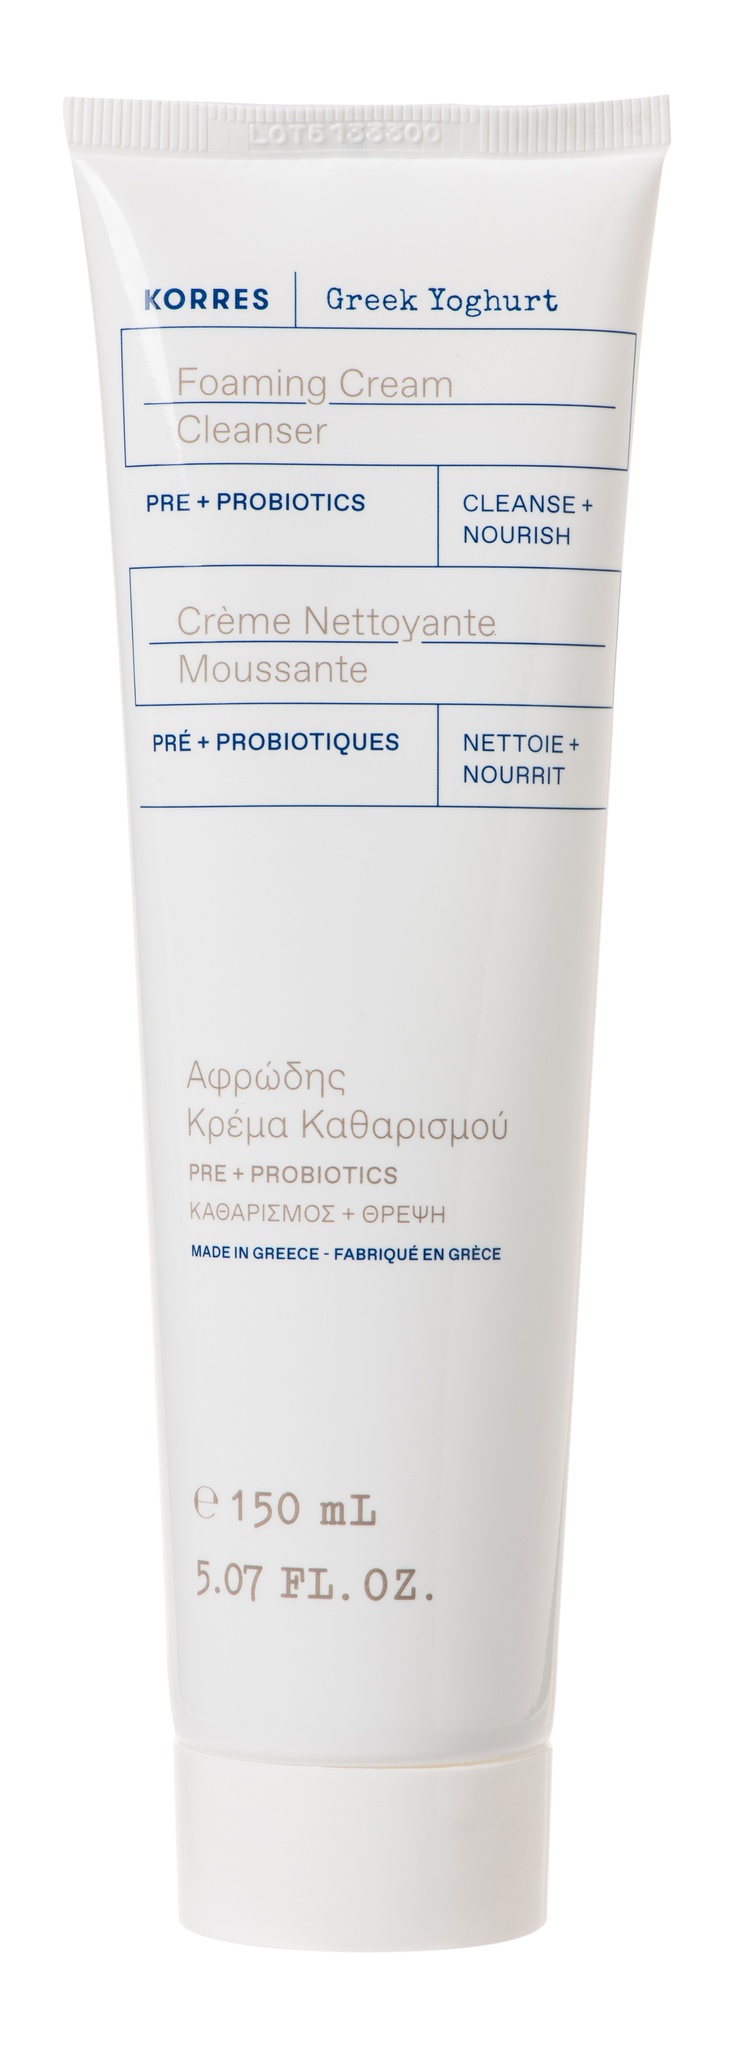 LOT5133300
KORRES Greek Yoghurt
Foaming Cream
Cleanser
PRE + PROBIOTICS
CLEANSE +
NOURISH
Crème Nettoyante
Moussante
PRÉ + PROBIOTIQUES
NETTOIE +
NOURRIT
Αφρώδης
Κρέμα Καθαρισμού
PRE + PROBIOTICS
ΚΑΘΑΡΙΣΜΟΣ + ΘΡΕΨΗ
MADE IN GREECE - FABRIQUÉ EN GRÈCE
℮ 150 mL
5.07 FL.OZ.